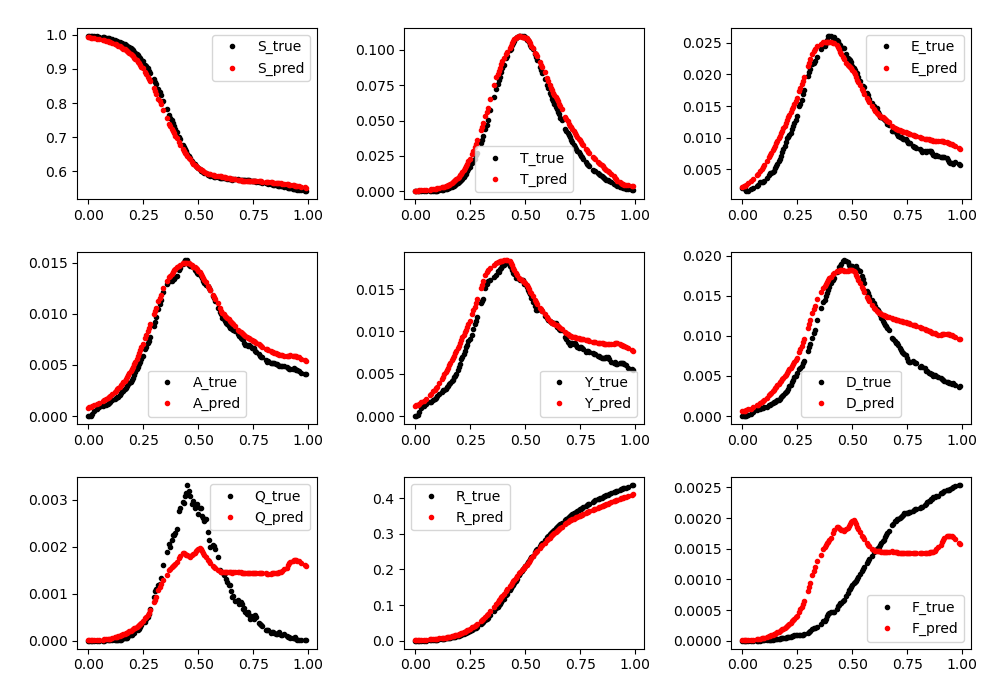 1.0
0.9
0.8
0.7
0.6
0.00 0.25 0.50 0.75 1.00
S_true
S_pred
0.100
0.075
0.050
0.025
0.000
0.00 0.25 0.50 0.75 1.00
T_true
T_pred
0.025
0.020
0.015
0.010
0.005
0.00 0.25 0.50 0.75 1.00
E_true
E_pred
0.015
0.010
0.005
0.000
0.00 0.25 0.50 0.75 1.00
A_true
A_pred
0.015
0.010
0.005
0.000
0.00 0.25 0.50 0.75 1.00
Y_true
Y_pred
0.020
0.015
0.010
0.005
0.000
0.00 0.25 0.50 0.75 1.00
D_true
D_pred
0.003
0.002
0.001
0.000
0.00 0.25 0.50 0.75 1.00
Q_true
Q_pred
0.4
0.3
0.2
0.1
0.0
0.00 0.25 0.50 0.75 1.00
R_true
R_pred
0.0025
0.0020
0.0015
0.0010
0.0005
0.0000
0.00 0.25 0.50 0.75 1.00
F_true
F_pred